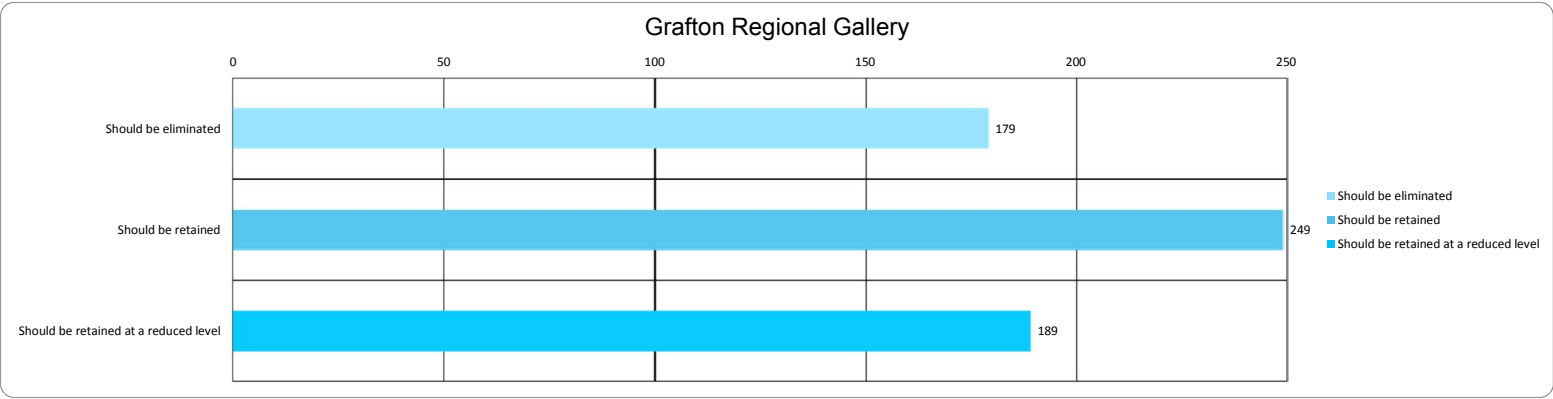 Grafton Regional Gallery
0 50 100 150 200 250
Should be eliminated 179
Should be retained 249
Should be retained at a reduced level 189
Should be eliminated
Should be retained
Should be retained at a reduced level